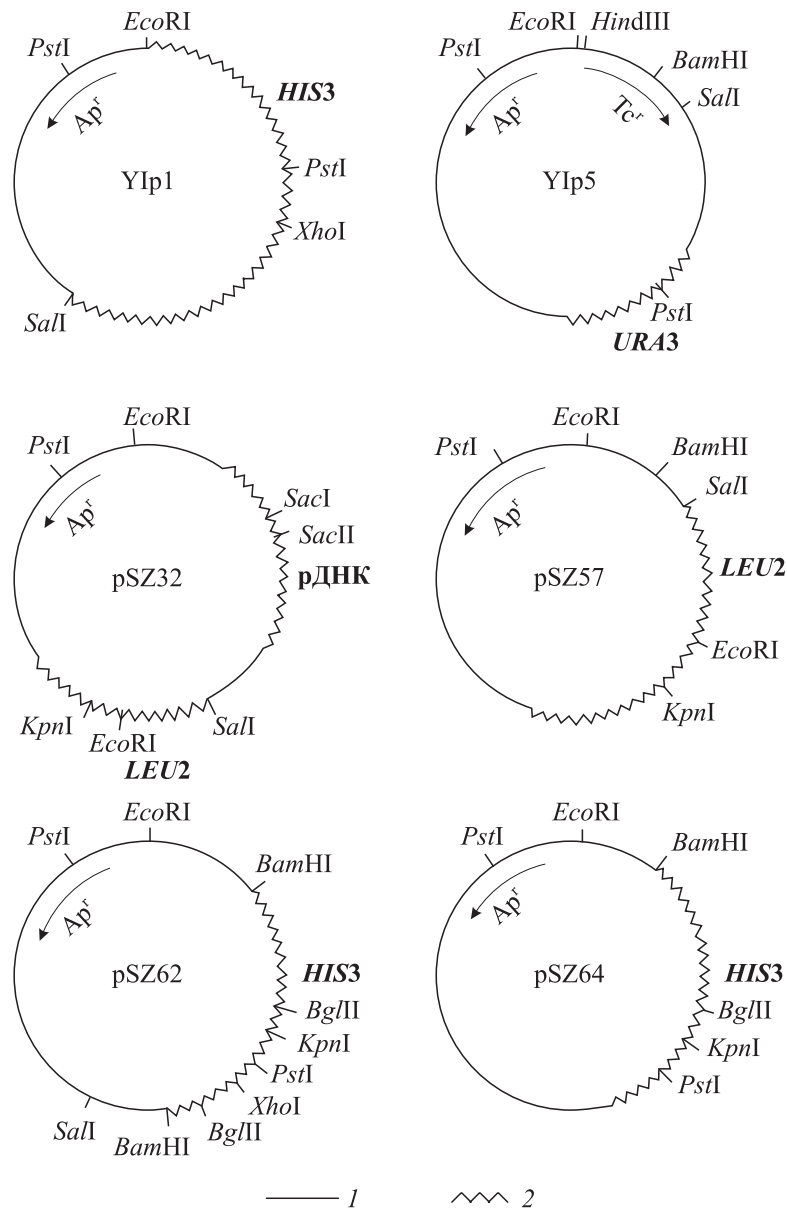 EcoRI
PstI
HIS3
Apʳ
YIp1
PstI
XhoI
SalI
EcoRI HindIII
PstI
BamHI
SalI
Apʳ
Tcʳ
YIp5
PstI
URA3
EcoRI
PstI
SacI
Apʳ
SacII
pSZ32
рДНК
KpnI
EcoRI
SalI
LEU2
EcoRI
PstI
BamHI
SalI
Apʳ
pSZ57
LEU2
EcoRI
KpnI
EcoRI
PstI
BamHI
Apʳ
pSZ62
HIS3
BglII
KpnI
PstI
XhoI
BglII
BamHI
SalI
EcoRI
PstI
BamHI
Apʳ
pSZ64
HIS3
BglII
KpnI
PstI
1
2